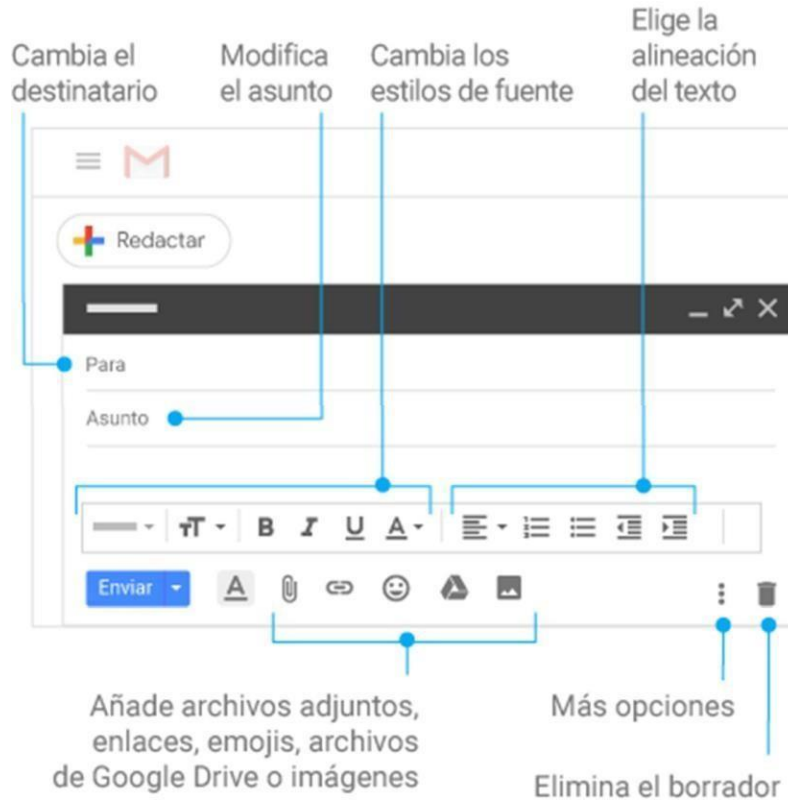 Cambia el
destinatario
Modifica
el asunto
Cambia los
estilos de fuente
Elige la
alineación
del texto
M
Redactar
Para
Asunto
TT B I U A
Enviar A
Añade archivos adjuntos,
enlaces, emojis, archivos
de Google Drive o imágenes
Más opciones
Elimina el borrador